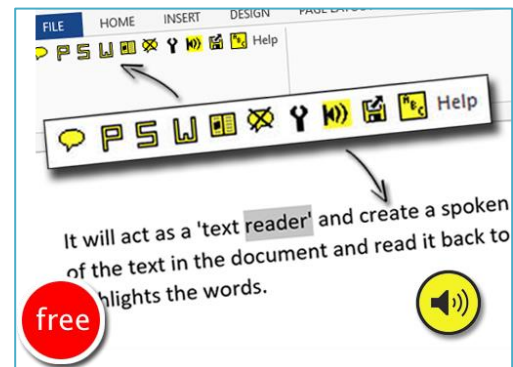 FILE HOME INSERT DESIGN
P S W Help
P S W Help
It will act as a 'text reader' and create a spoken
of the text in the document and read it back to
hlights the words.
free